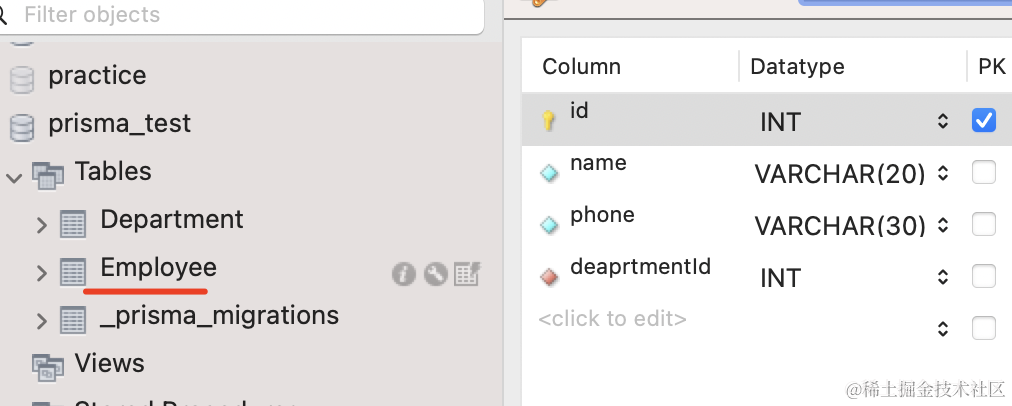 Filter objects
practice
prisma_test
Tables
Department
Employee
_prisma_migrations
Views
Column Datatype PK
id INT
name VARCHAR(20)
phone VARCHAR(30)
deaprtmentId INT
<click to edit>
@稀土掘金技术社区